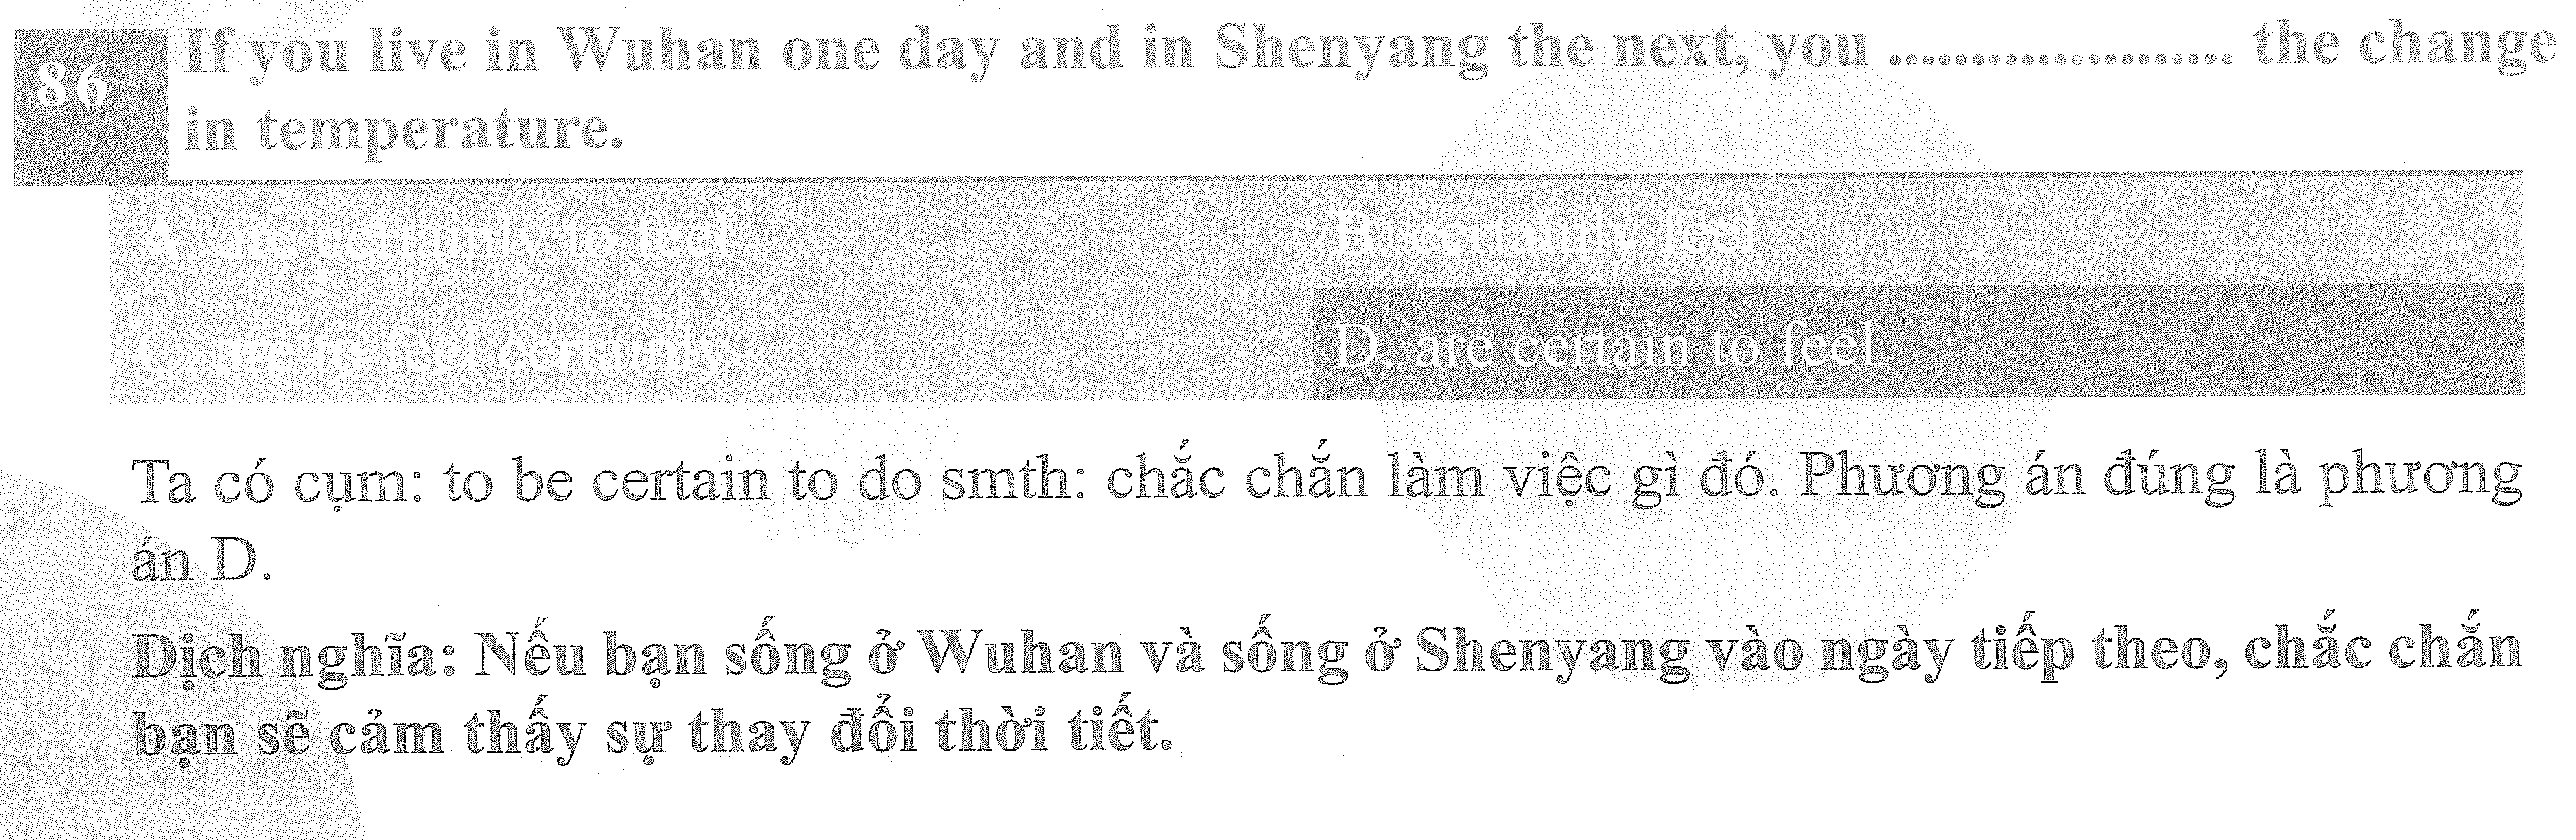 86
If you live in Wuhan one day and in Shenyang the next, you .................... the change
in temperature.
A. are certainly to feel
B. certainly feel
C. are to feel certainly
D. are certain to feel
Ta có cụm: to be certain to do smth: chắc chắn làm việc gì đó. Phương án đúng là phương
án D.
Dịch nghĩa: Nếu bạn sống ở Wuhan và sống ở Shenyang vào ngày tiếp theo, chắc chắn
bạn sẽ cảm thấy sự thay đổi thời tiết.